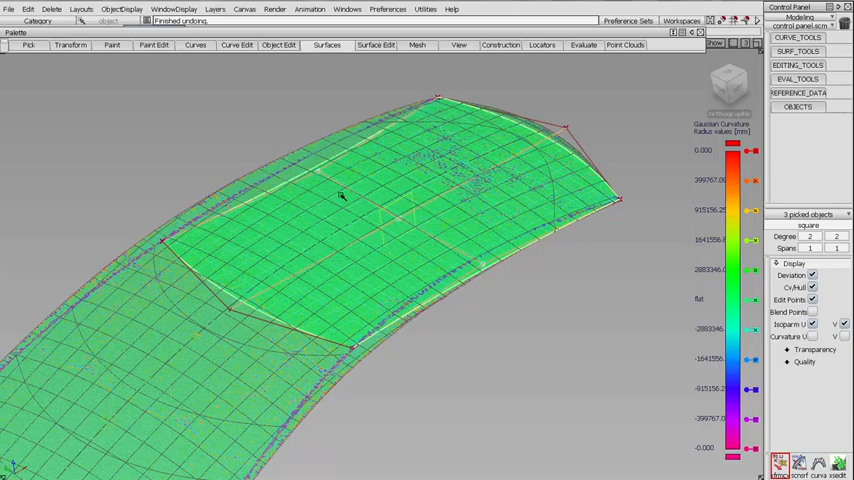 File Edit Delete Layouts ObjectDisplay WindowDisplay Layers Canvas Render Animation Windows Preferences Utilities Help
Category object Finished undoing. Preference Sets Workspaces
Palette
Pick Transform Paint Paint Edit Curves Curve Edit Object Edit Surfaces Surface Edit Mesh View Construction Locators Evaluate Point Clouds
Show 3
Orthographic
Gaussian Curvature
Radius values [mm]
0.000
399767.09
915156.25
1641556.8
2883346.0
flat
-2883346.
-1641556.
-915156.2
-399767.0
-0.000
Control Panel
Modeling
control panel.scm
CURVE_TOOLS
SURF_TOOLS
EDITING_TOOLS
EVAL_TOOLS
REFERENCE_DATA
OBJECTS
3 picked objects
square
Degree 2 2
Spans 1 1
Display
Deviation
Cv/Hull
Edit Points
Blend Points
Isoparm U V
Curvature U V
Transparency
Quality
scnsrf curva xsedit